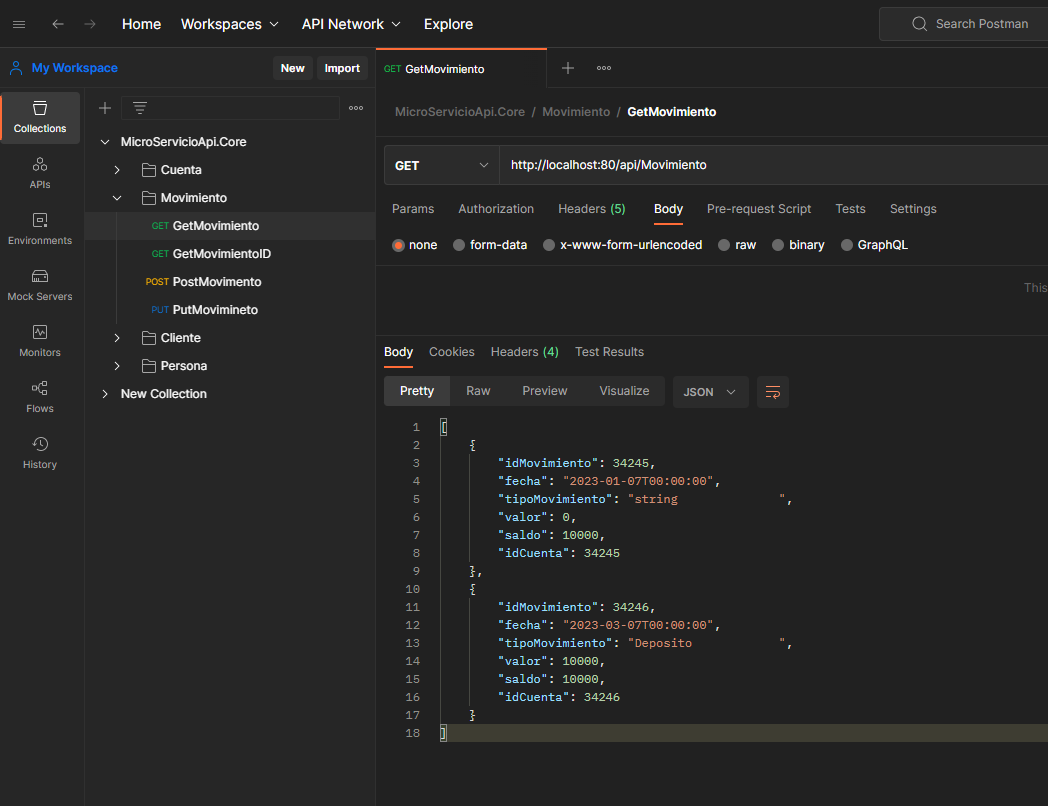 Home Workspaces API Network Explore Search Postman
My Workspace New Import
GET GetMovimiento
Collections
APIs
Environments
Mock Servers
Monitors
Flows
History
MicroServicioApi.Core
Cuenta
Movimiento
GET GetMovimiento
GET GetMovimientoID
POST PostMovimento
PUT PutMovimineto
Cliente
Persona
New Collection
MicroServicioApi.Core / Movimiento / GetMovimiento
GET http://localhost:80/api/Movimiento
Params Authorization Headers (5) Body Pre-request Script Tests Settings
none form-data x-www-form-urlencoded raw binary GraphQL
This
Body Cookies Headers (4) Test Results
Pretty Raw Preview Visualize JSON
1 [
2 {
3 "idMovimiento": 34245,
4 "fecha": "2023-01-07T00:00:00",
5 "tipoMovimiento": "string              ",
6 "valor": 0,
7 "saldo": 10000,
8 "idCuenta": 34245
9 },
10 {
11 "idMovimiento": 34246,
12 "fecha": "2023-03-07T00:00:00",
13 "tipoMovimiento": "Deposito            ",
14 "valor": 10000,
15 "saldo": 10000,
16 "idCuenta": 34246
17 }
18 ]